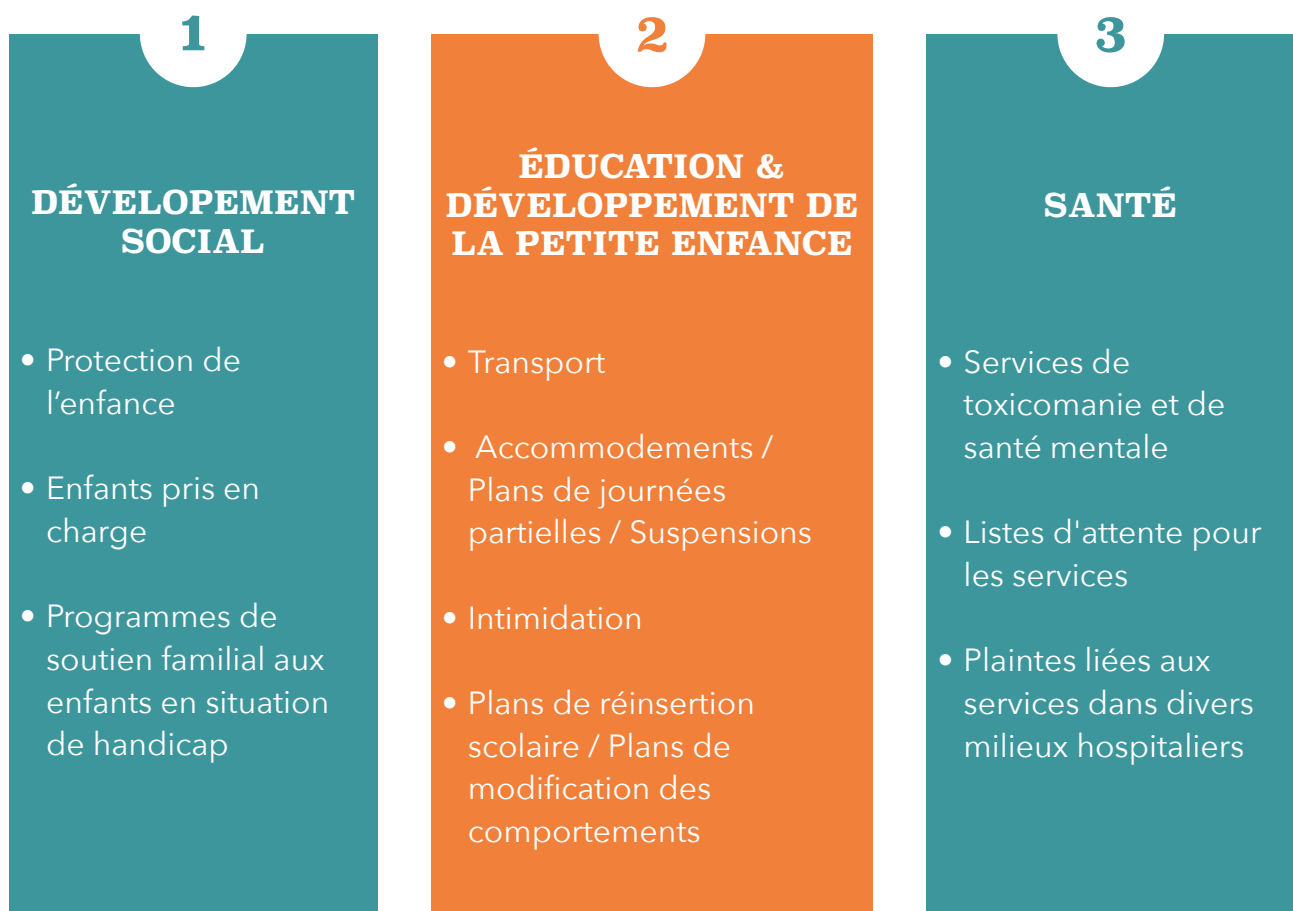 1
DÉVELOPEMENT
SOCIAL
• Protection de
l'enfance
• Enfants pris en
charge
• Programmes de
soutien familial aux
enfants en situation
de handicap
2
ÉDUCATION &
DÉVELOPPEMENT DE
LA PETITE ENFANCE
• Transport
• Accommodements /
Plans de journées
partielles / Suspensions
• Intimidation
• Plans de réinsertion
scolaire / Plans de
modification des
comportements
3
SANTÉ
• Services de
toxicomanie et de
santé mentale
• Listes d'attente pour
les services
• Plaintes liées aux
services dans divers
milieux hospitaliers